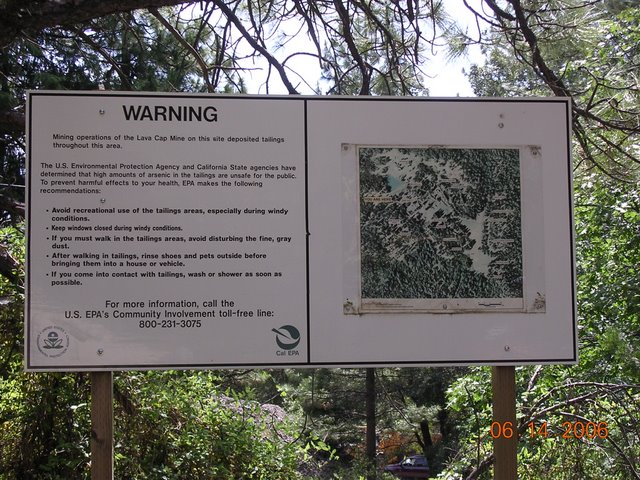 WARNING
Mining operations of the Lava Cap Mine on this site deposited tailings
throughout this area.
The U.S. Environmental Protection Agency and California State agencies have
determined that high amounts of arsenic in the tailings are unsafe for the public.
To prevent harmful effects to your health, EPA makes the following
recommendations:
• Avoid recreational use of the tailings areas, especially during windy
conditions.
• Keep windows closed during windy conditions.
• If you must walk in the tailings areas, avoid disturbing the fine, gray
dust.
• After walking in tailings, rinse shoes and pets outside before
bringing them into a house or vehicle.
• If you come into contact with tailings, wash or shower as soon as
possible.
For more information, call the
U.S. EPA's Community Involvement toll-free line:
800-231-3075
Cal EPA
YOU ARE HERE
06 14 2006